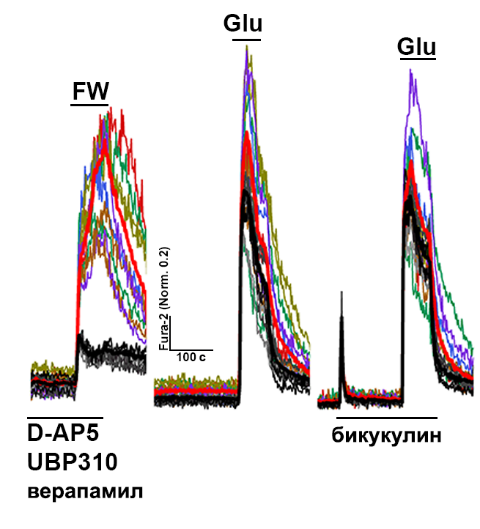 Glu
Glu
FW
Fura-2 (Norm. 0.2)
100 c
D-AP5
UBP310
верапамил
бикукулин